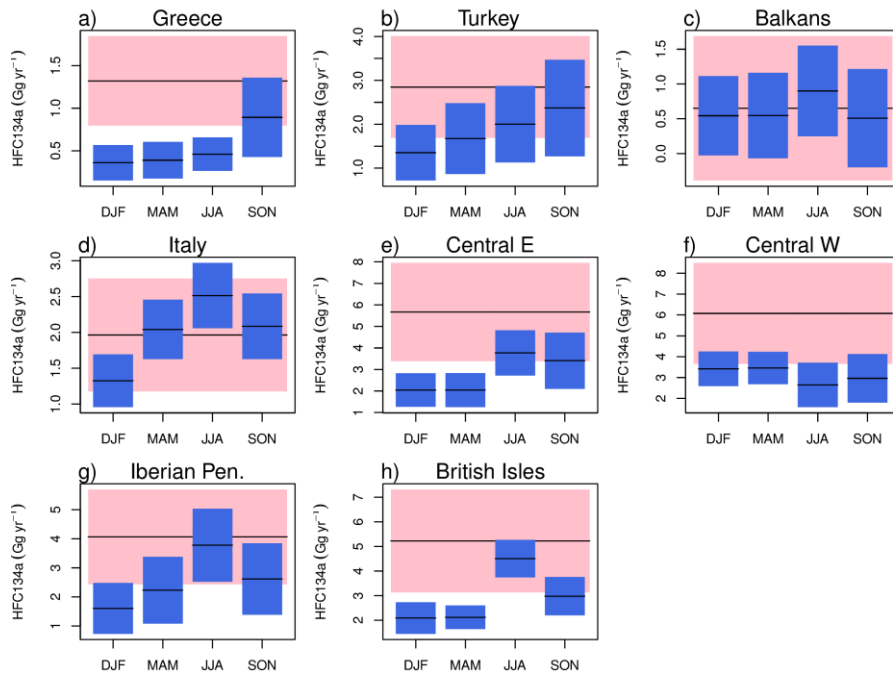 a) Greece
HFC134a (Gg yr⁻¹)
1.5
1.0
0.5
DJF MAM JJA SON
b) Turkey
HFC134a (Gg yr⁻¹)
4.0
3.0
2.0
1.0
DJF MAM JJA SON
c) Balkans
HFC134a (Gg yr⁻¹)
1.5
1.0
0.5
0.0
DJF MAM JJA SON
d) Italy
HFC134a (Gg yr⁻¹)
3.0
2.5
2.0
1.5
1.0
DJF MAM JJA SON
e) Central E
HFC134a (Gg yr⁻¹)
8
7
6
5
4
3
2
1
DJF MAM JJA SON
f) Central W
HFC134a (Gg yr⁻¹)
8
7
6
5
4
3
2
DJF MAM JJA SON
g) Iberian Pen.
HFC134a (Gg yr⁻¹)
5
4
3
2
1
DJF MAM JJA SON
h) British Isles
HFC134a (Gg yr⁻¹)
7
6
5
4
3
2
DJF MAM JJA SON